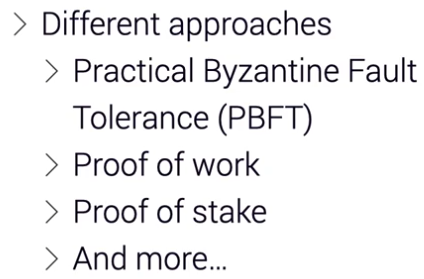 > Different approaches
> Practical Byzantine Fault
Tolerance (PBFT)
> Proof of work
> Proof of stake
> And more...